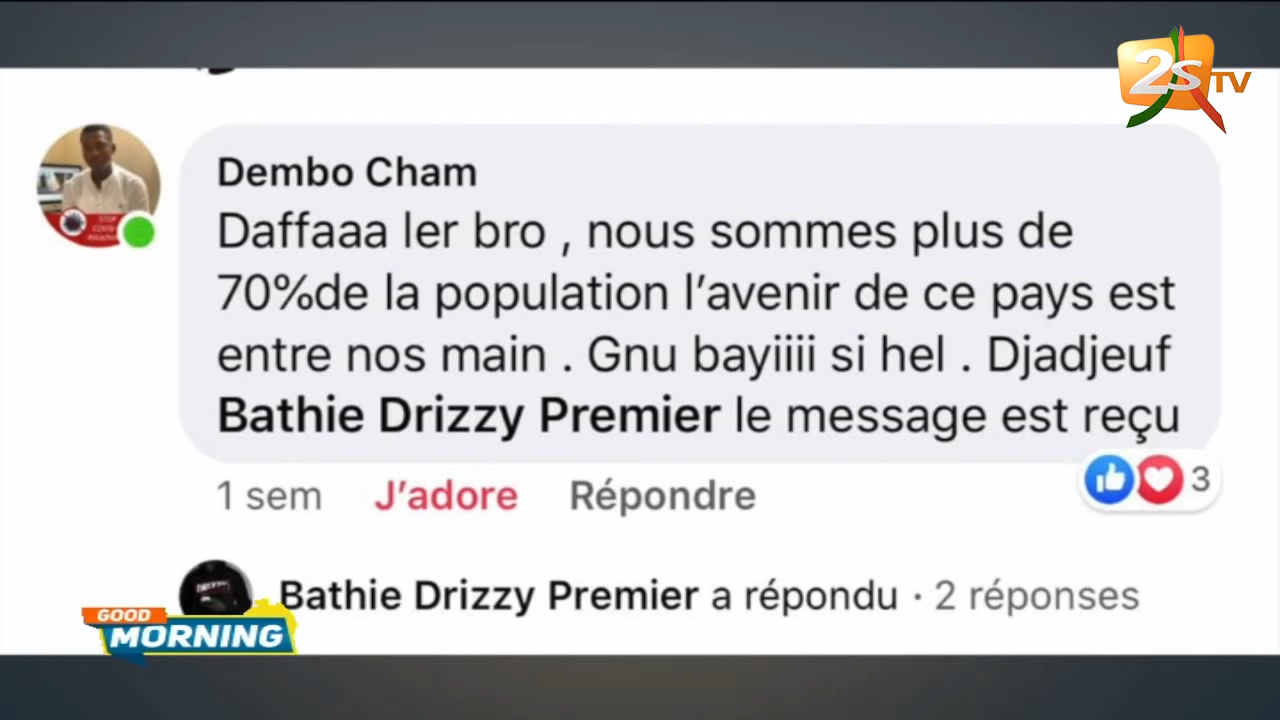 2S TV
Dembo Cham
Daffaaa ler bro , nous sommes plus de
70%de la population l’avenir de ce pays est
entre nos main . Gnu bayiiii si hel . Djadjeuf
Bathie Drizzy Premier le message est reçu
1 sem J’adore Répondre 3
Bathie Drizzy Premier a répondu · 2 réponses
GOOD
MORNING